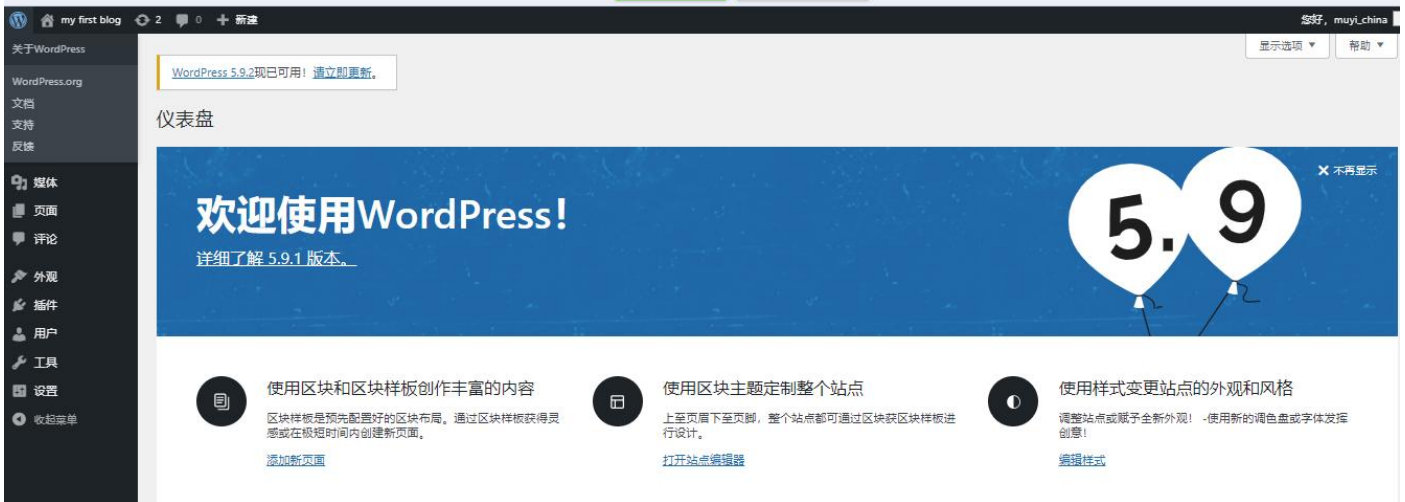 my first blog 2 0 新建 您好，muyi_china
关于WordPress
WordPress.org
文档
支持
反馈
媒体
页面
评论
外观
插件
用户
工具
设置
收起菜单
显示选项 帮助
WordPress 5.9.2现已可用！请立即更新。
仪表盘
不再显示
欢迎使用WordPress！
详细了解 5.9.1 版本。
5.9
使用区块和区块样板创作丰富的内容
区块样板是预先配置好的区块布局。通过区块样板获得灵
感或在极短时间内创建新页面。
添加新页面
使用区块主题定制整个站点
上至页眉下至页脚，整个站点都可通过区块获区块样板进
行设计。
打开站点编辑器
使用样式变更站点的外观和风格
调整站点或赋予全新外观！ -使用新的调色盘或字体发挥
创意！
编辑样式